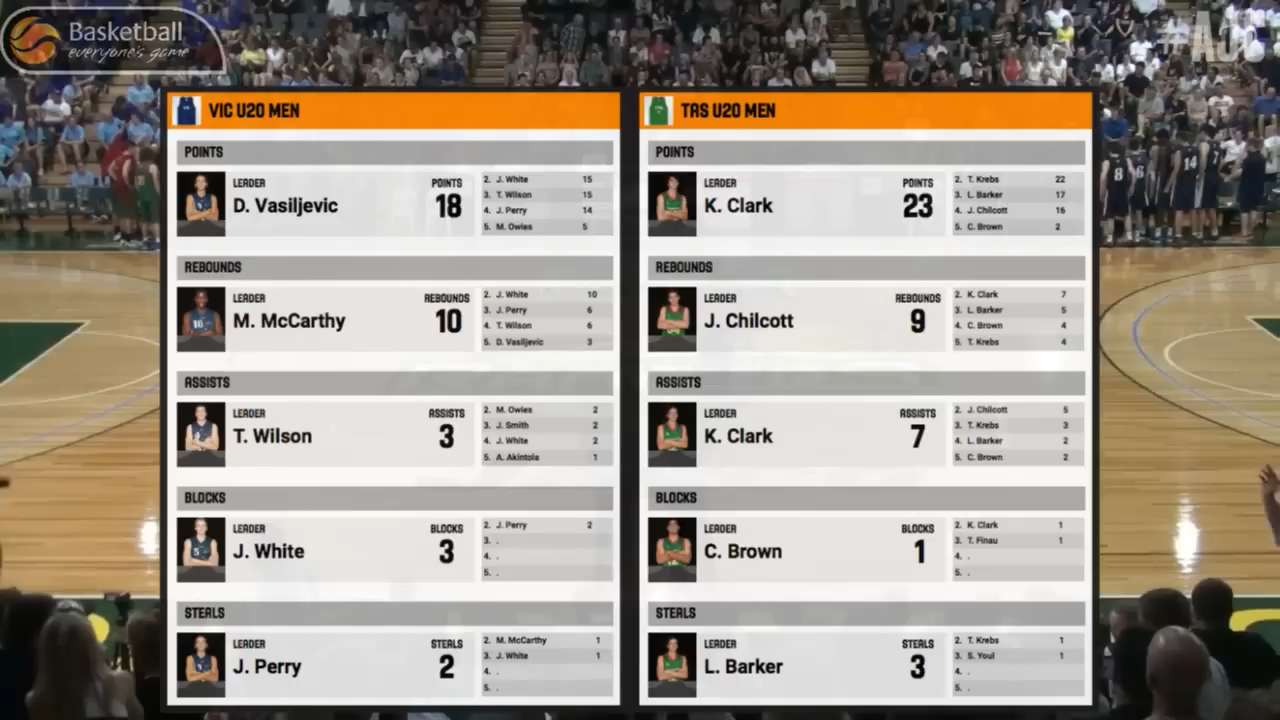 Basketball
everyone's game
#AJC
VIC U20 MEN
POINTS
LEADER
D. Vasiljevic
POINTS
18
2. J. White 15
3. T. Wilson 15
4. J. Perry 14
5. M. Owies 5
REBOUNDS
LEADER
M. McCarthy
REBOUNDS
10
2. J. White 10
3. J. Perry 6
4. T. Wilson 6
5. D. Vasiljevic 3
ASSISTS
LEADER
T. Wilson
ASSISTS
3
2. M. Owies 2
3. J. Smith 2
4. J. White 2
5. A. Akintola 1
BLOCKS
LEADER
J. White
BLOCKS
3
2. J. Perry 2
3. .
4. .
5. .
STEALS
LEADER
J. Perry
STEALS
2
2. M. McCarthy 1
3. J. White 1
4. .
5. .
TAS U20 MEN
POINTS
LEADER
K. Clark
POINTS
23
2. T. Krebs 22
3. L. Barker 17
4. J. Chilcott 16
5. C. Brown 2
REBOUNDS
LEADER
J. Chilcott
REBOUNDS
9
2. K. Clark 7
3. L. Barker 5
4. C. Brown 4
5. T. Krebs 4
ASSISTS
LEADER
K. Clark
ASSISTS
7
2. J. Chilcott 5
3. T. Krebs 3
4. L. Barker 2
5. C. Brown 2
BLOCKS
LEADER
C. Brown
BLOCKS
1
2. K. Clark 1
3. T. Finau 1
4. .
5. .
STEALS
LEADER
L. Barker
STEALS
3
2. T. Krebs 1
3. S. Youl 1
4. .
5. .
8
6
14